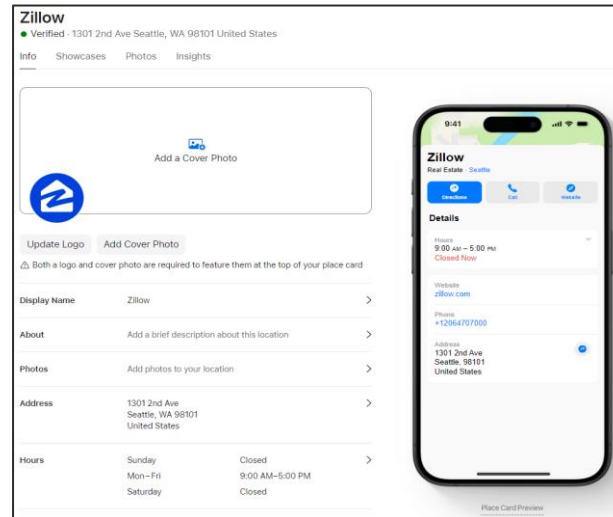 Zillow
Verified · 1301 2nd Ave Seattle, WA 98101 United States
Info Showcases Photos Insights
Add a Cover Photo
Update Logo Add Cover Photo
Both a logo and cover photo are required to feature them at the top of your place card
Display Name Zillow
About Add a brief description about this location
Photos Add photos to your location
Address 1301 2nd Ave
Seattle, WA 98101
United States
Hours Sunday Closed
Mon–Fri 9:00 AM–5:00 PM
Saturday Closed
9:41
Zillow
Real Estate · Seattle
Directions Call Website
Details
Hours
9:00 AM – 5:00 PM
Closed Now
Website
zillow.com
Phone
+12064707000
Address
1301 2nd Ave
Seattle, 98101
United States
Place Card Preview